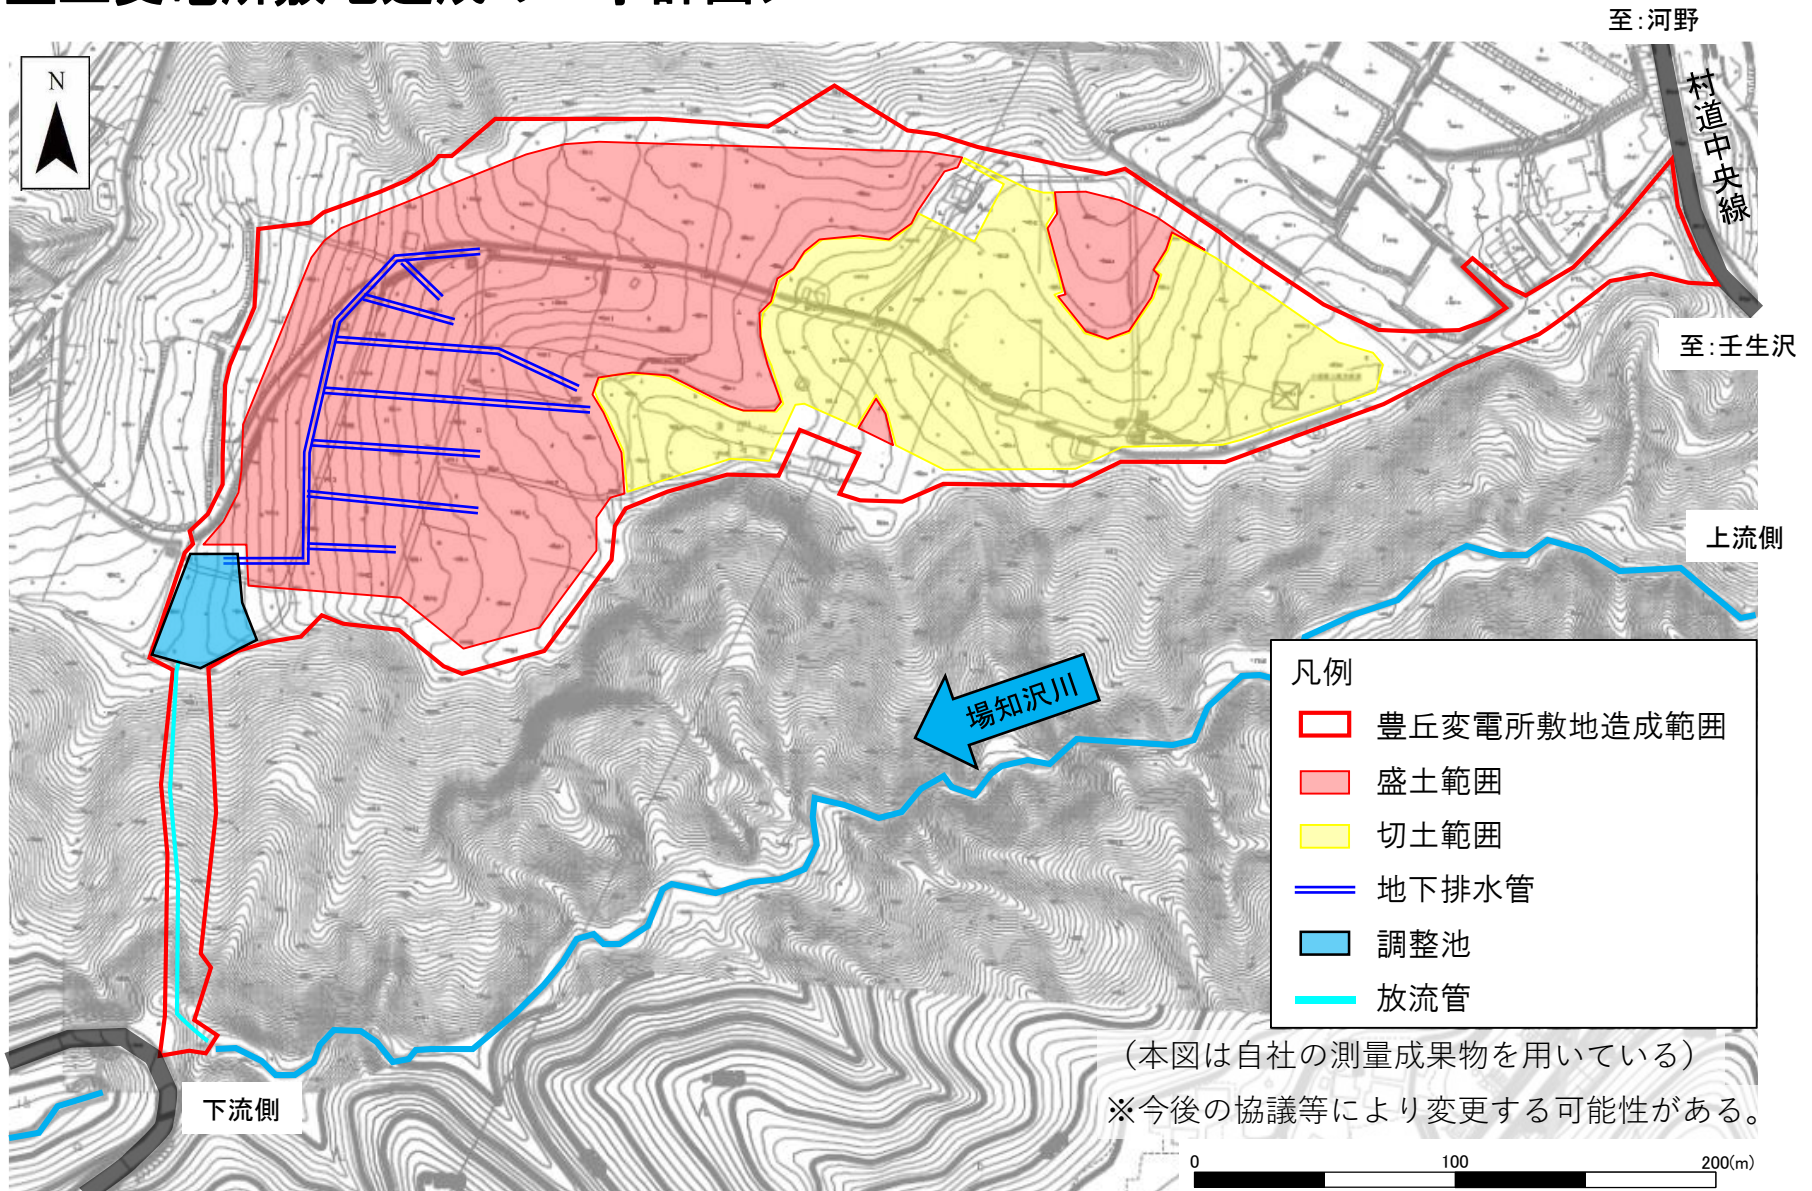 至:河野
N
村道中央線
至:壬生沢
上流側
場知沢川
凡例
豊丘変電所敷地造成範囲
盛土範囲
切土範囲
地下排水管
調整池
放流管
(本図は自社の測量成果物を用いている)
※今後の協議等により変更する可能性がある。
下流側
0 100 200(m)